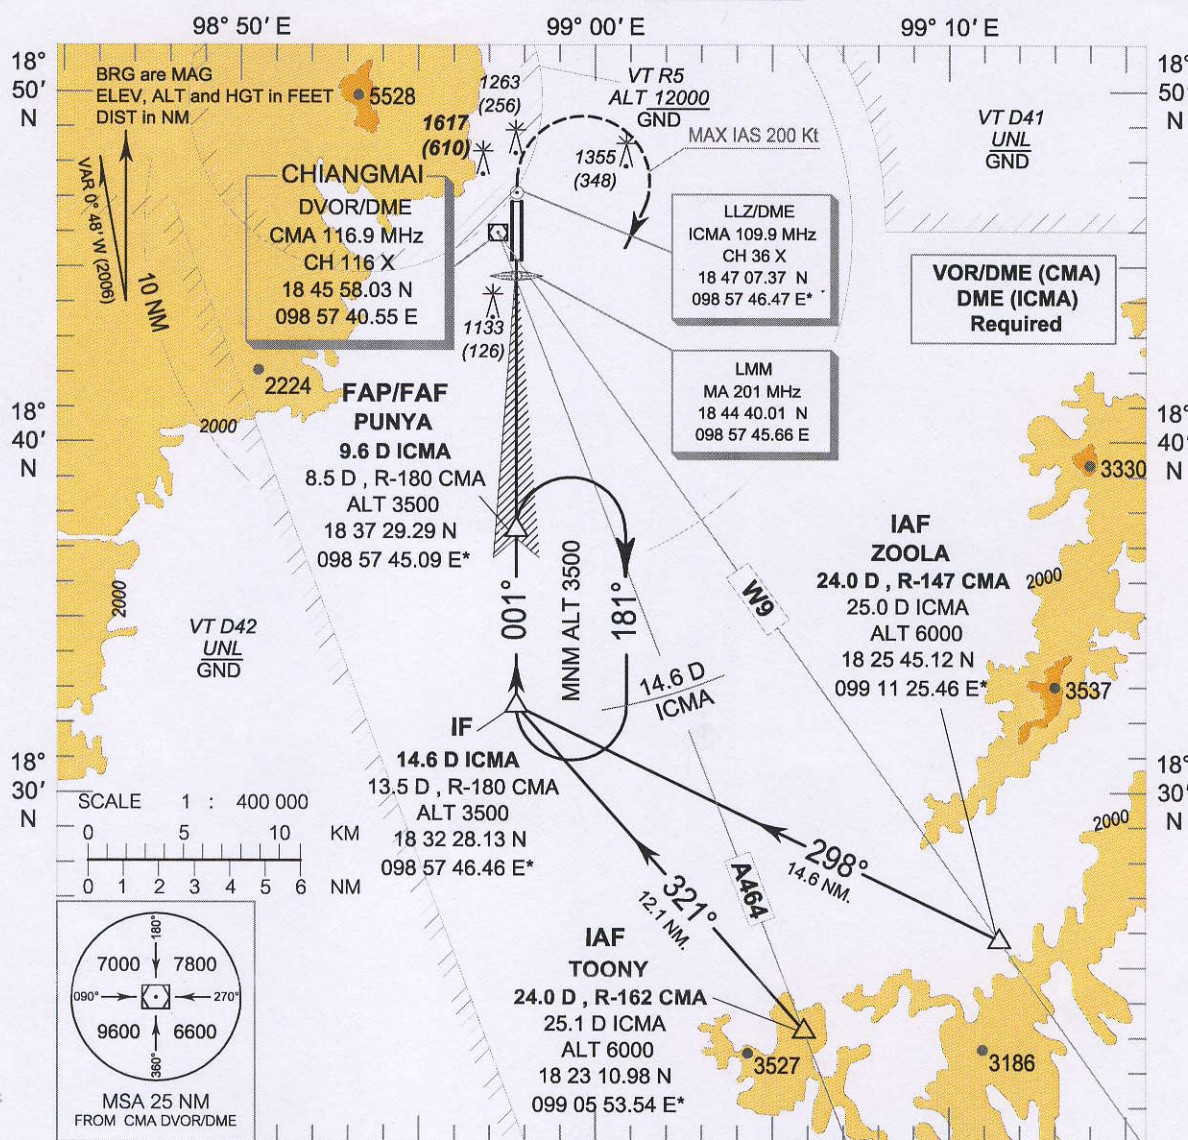 98° 50′ E
99° 00′ E
99° 10′ E
18°
50′
N
18°
50′
N
BRG are MAG
ELEV, ALT and HGT in FEET
DIST in NM
VAR 0° 48′ W (2006)
10 NM
5528
1263
(256)
1617
(610)
VT R5
ALT 12000
GND
MAX IAS 200 Kt
1355
(348)
VT D41
UNL
GND
CHIANGMAI
DVOR/DME
CMA 116.9 MHz
CH 116 X
18 45 58.03 N
098 57 40.55 E
LLZ/DME
ICMA 109.9 MHz
CH 36 X
18 47 07.37 N
098 57 46.47 E*
VOR/DME (CMA)
DME (ICMA)
Required
1133
(126)
LMM
MA 201 MHz
18 44 40.01 N
098 57 45.66 E
2224
2000
18°
40′
N
18°
40′
N
FAP/FAF
PUNYA
9.6 D ICMA
8.5 D , R-180 CMA
ALT 3500
18 37 29.29 N
098 57 45.09 E*
3330
IAF
ZOOLA
24.0 D , R-147 CMA
25.0 D ICMA
ALT 6000
18 25 45.12 N
099 11 25.46 E*
2000
2000
3537
VT D42
UNL
GND
001°
MNM ALT 3500
181°
W9
14.6 D
ICMA
IF
14.6 D ICMA
13.5 D , R-180 CMA
ALT 3500
18 32 28.13 N
098 57 46.46 E*
18°
30′
N
18°
30′
N
SCALE 1 : 400 000
0 5 10 KM
0 1 2 3 4 5 6 NM
2000
298°
14.6 NM.
321°
12.1 NM.
A464
IAF
TOONY
24.0 D , R-162 CMA
25.1 D ICMA
ALT 6000
18 23 10.98 N
099 05 53.54 E*
3527
3186
180°
7000 7800
090° 270°
9600 6600
360°
MSA 25 NM
FROM CMA DVOR/DME